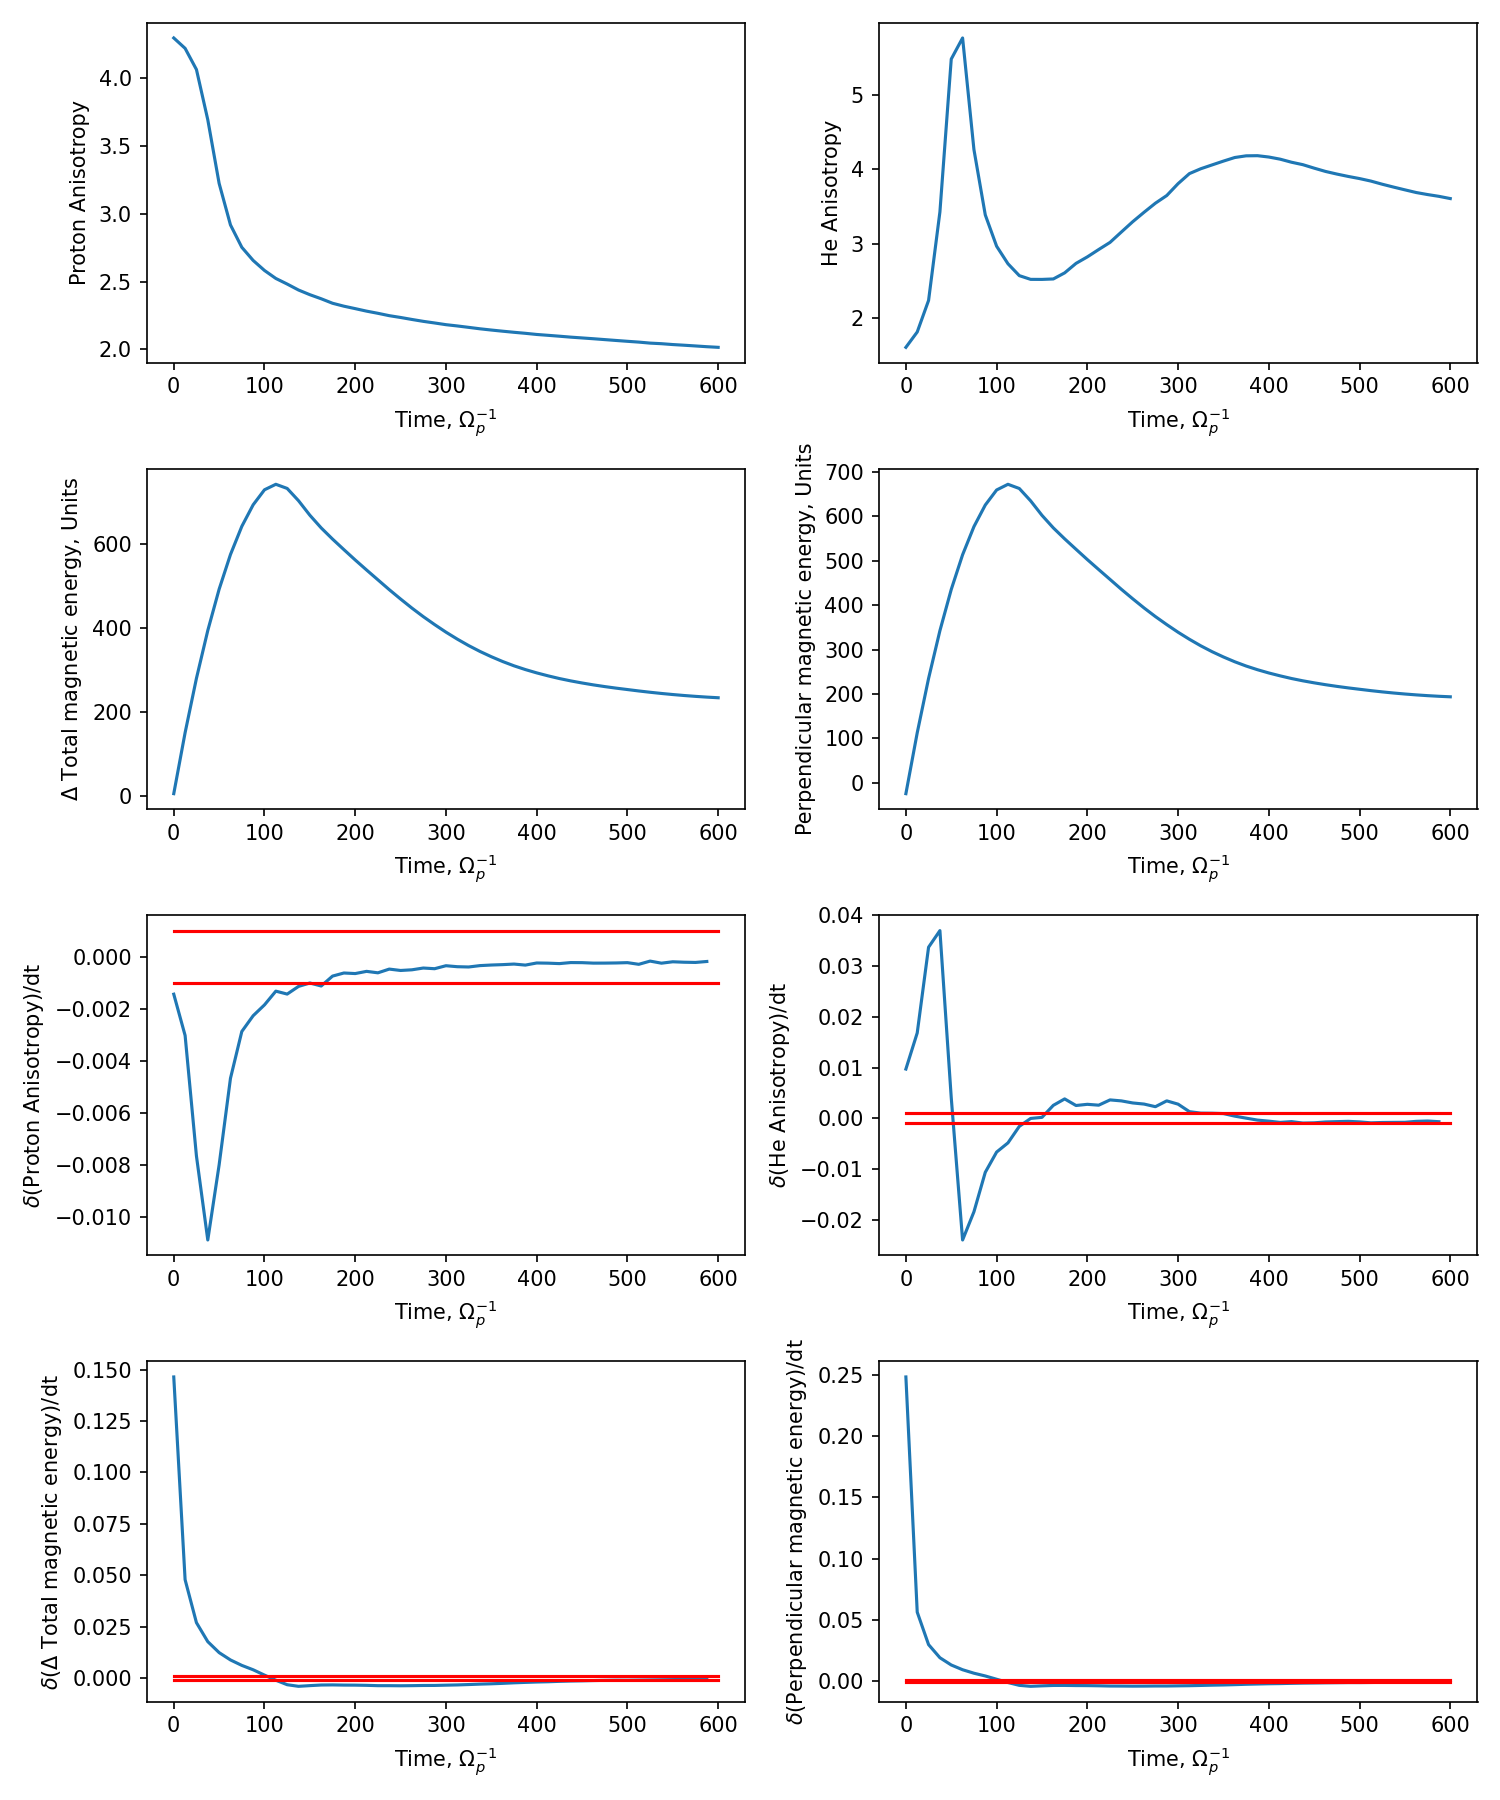 4.0
3.5
3.0
2.5
2.0
Proton Anisotropy
0 100 200 300 400 500 600
Time, Ω_p^{-1}
5
4
3
2
He Anisotropy
0 100 200 300 400 500 600
Time, Ω_p^{-1}
600
400
200
0
Δ Total magnetic energy, Units
0 100 200 300 400 500 600
Time, Ω_p^{-1}
700
600
500
400
300
200
100
0
Perpendicular magnetic energy, Units
0 100 200 300 400 500 600
Time, Ω_p^{-1}
0.000
−0.002
−0.004
−0.006
−0.008
−0.010
δ(Proton Anisotropy)/dt
0 100 200 300 400 500 600
Time, Ω_p^{-1}
0.04
0.03
0.02
0.01
0.00
−0.01
−0.02
δ(He Anisotropy)/dt
0 100 200 300 400 500 600
Time, Ω_p^{-1}
0.150
0.125
0.100
0.075
0.050
0.025
0.000
δ(Δ Total magnetic energy)/dt
0 100 200 300 400 500 600
Time, Ω_p^{-1}
0.25
0.20
0.15
0.10
0.05
0.00
δ(Perpendicular magnetic energy)/dt
0 100 200 300 400 500 600
Time, Ω_p^{-1}